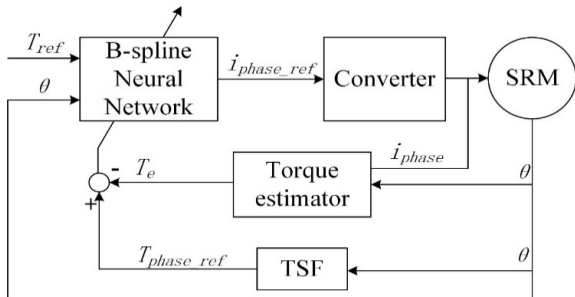 T_ref
θ
B-spline
Neural
Network
i_phase_ref
Converter
SRM
-
T_e
Torque
estimator
i_phase
θ
+
T_phase_ref
TSF
θ